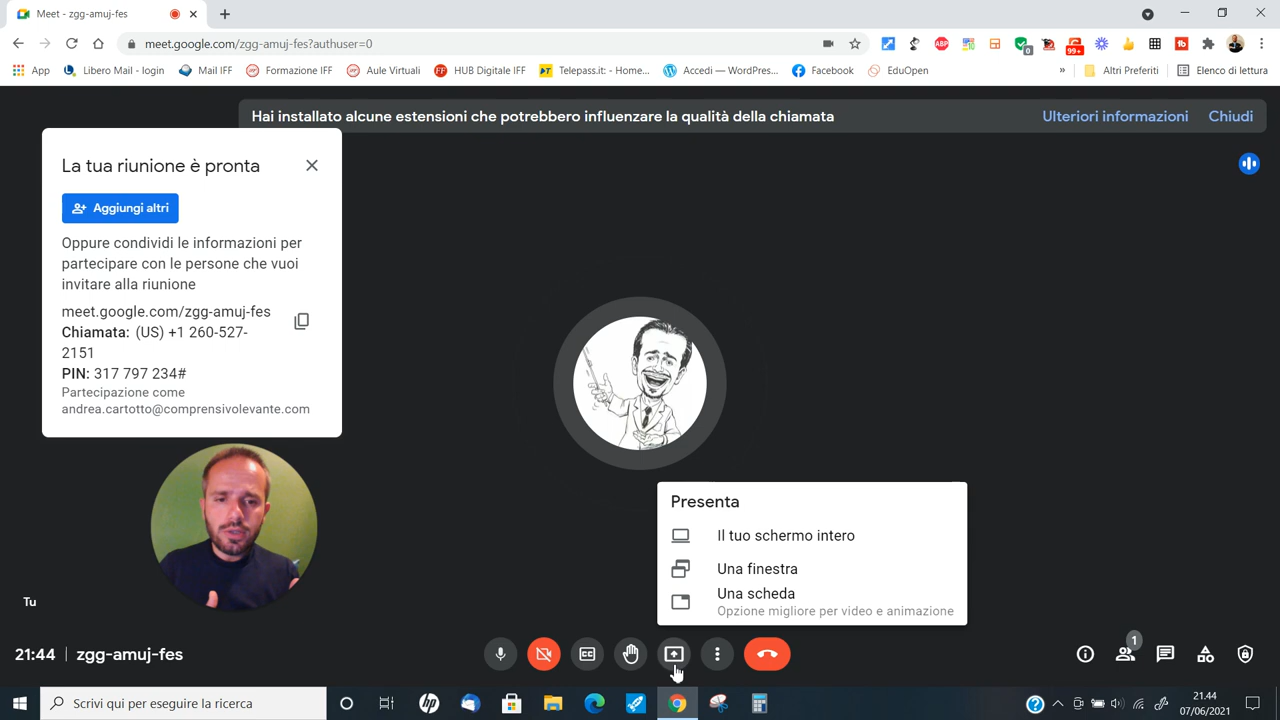 Meet - zgg-amuj-fes
meet.google.com/zgg-amuj-fes?authuser=0
ABP
0
99+
App
Libero Mail - login
Mail IFF
Formazione IFF
Aule Virtuali
FF HUB Digitale IFF
T Telepass.it: - Home...
Accedi — WordPres...
Facebook
EduOpen
»
Altri Preferiti
Elenco di lettura
Hai installato alcune estensioni che potrebbero influenzare la qualità della chiamata
Ulteriori informazioni
Chiudi
La tua riunione è pronta
Aggiungi altri
Oppure condividi le informazioni per
partecipare con le persone che vuoi
invitare alla riunione
meet.google.com/zgg-amuj-fes
Chiamata: (US) +1 260-527-
2151
PIN: 317 797 234#
Partecipazione come
andrea.cartotto@comprensivolevante.com
Presenta
Il tuo schermo intero
Una finestra
Una scheda
Opzione migliore per video e animazione
Tu
21:44 | zgg-amuj-fes
1
Scrivi qui per eseguire la ricerca
hp
21.44
07/06/2021